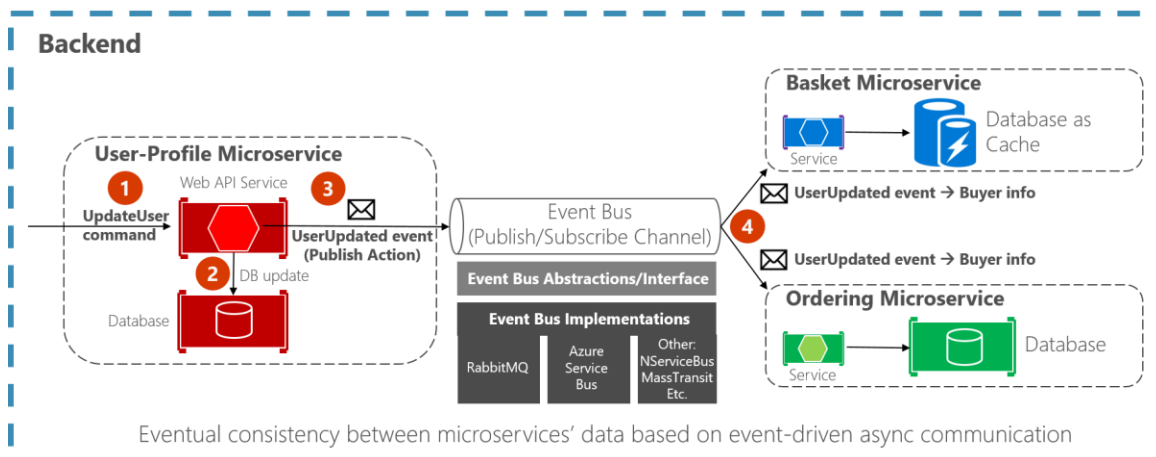 Backend
User-Profile Microservice
1
Web API Service
3
UpdateUser
command
UserUpdated event
(Publish Action)
2
DB update
Database
Event Bus
(Publish/Subscribe Channel)
Event Bus Abstractions/Interface
Event Bus Implementations
RabbitMQ
Azure
Service
Bus
Other:
NServiceBus
MassTransit
Etc.
4
Basket Microservice
Service
Database as
Cache
UserUpdated event → Buyer info
UserUpdated event → Buyer info
Ordering Microservice
Service
Database
Eventual consistency between microservices’ data based on event-driven async communication